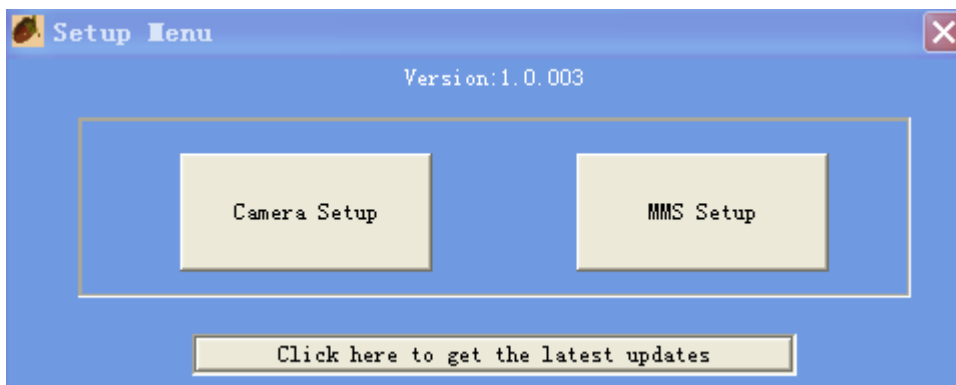 Setup Menu
Version:1.0.003
Camera Setup
MMS Setup
Click here to get the latest updates